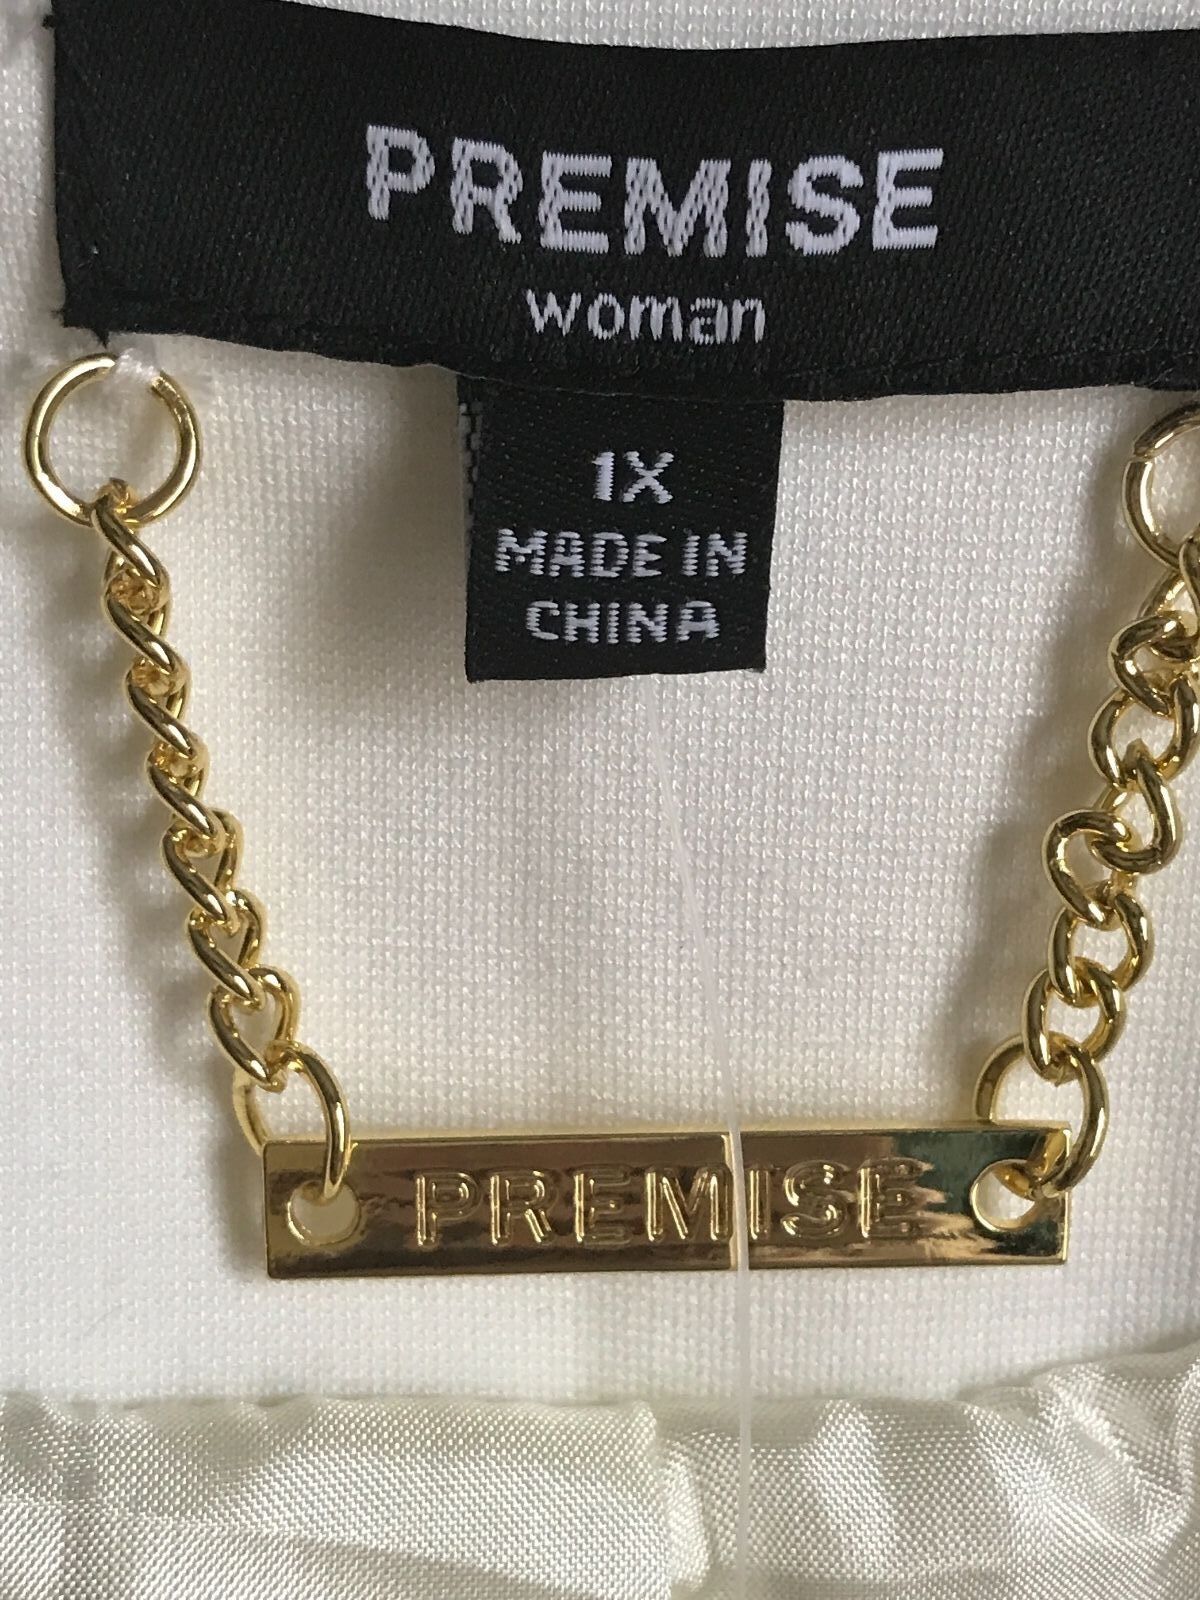 PREMISE
woman
1X
MADE IN
CHINA
PREMISE